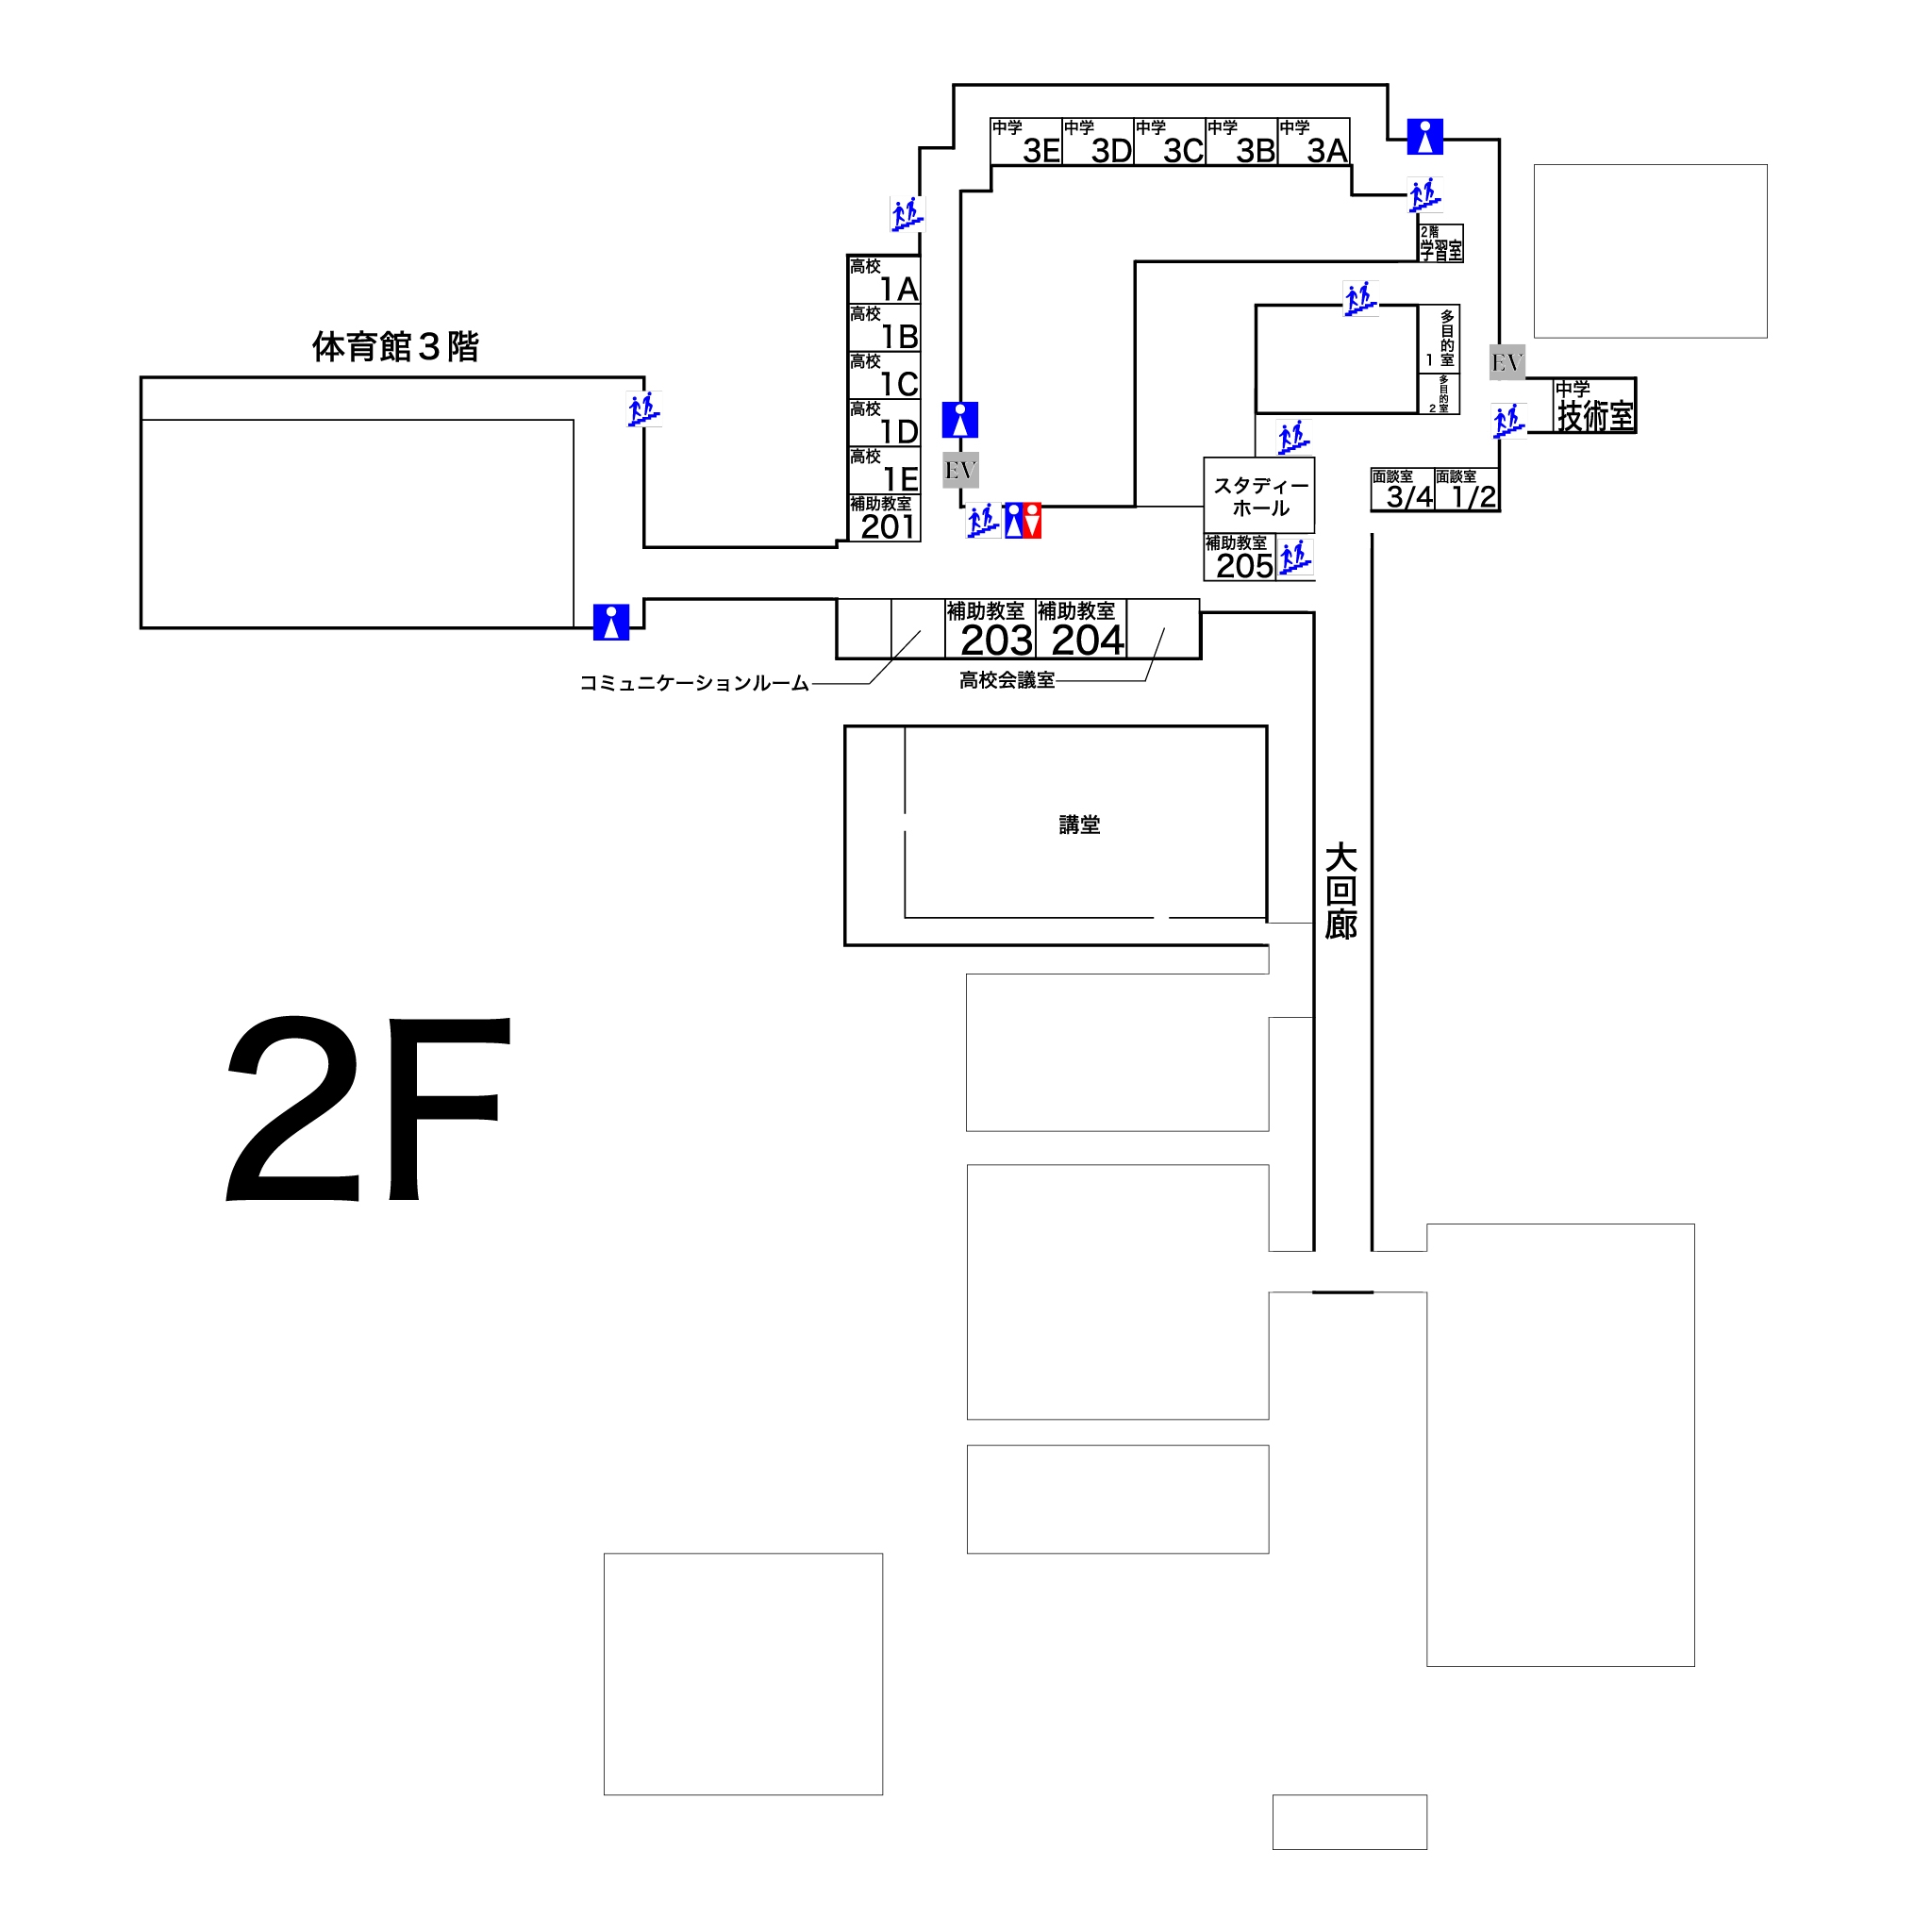 中学
3E
中学
3D
中学
3C
中学
3B
中学
3A
2階
学習室
高校
1A
高校
1B
高校
1C
高校
1D
高校
1E
補助教室
201
体育館３階
多目的室
1
多目的室
2
EV
中学
技術室
EV
スタディー
ホール
面談室
3/4
面談室
1/2
補助教室
205
補助教室
203
補助教室
204
コミュニケーションルーム
高校会議室
講堂
大回廊
2F